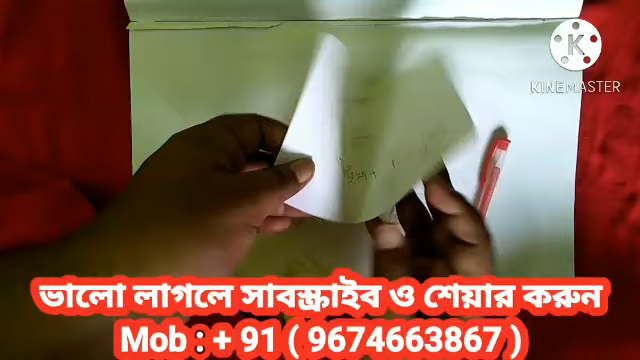 KINEMASTER
ভালো লাগলে সাবস্ক্রাইব ও শেয়ার করুন
Mob : + 91 ( 9674663867 )